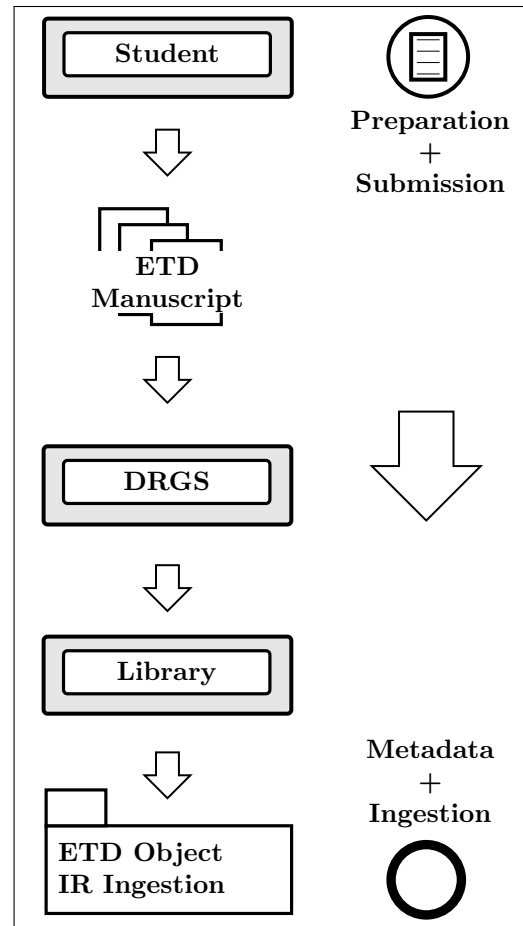 Student
Preparation
+
Submission
ETD
Manuscript
DRGS
Library
Metadata
+
Ingestion
ETD Object
IR Ingestion